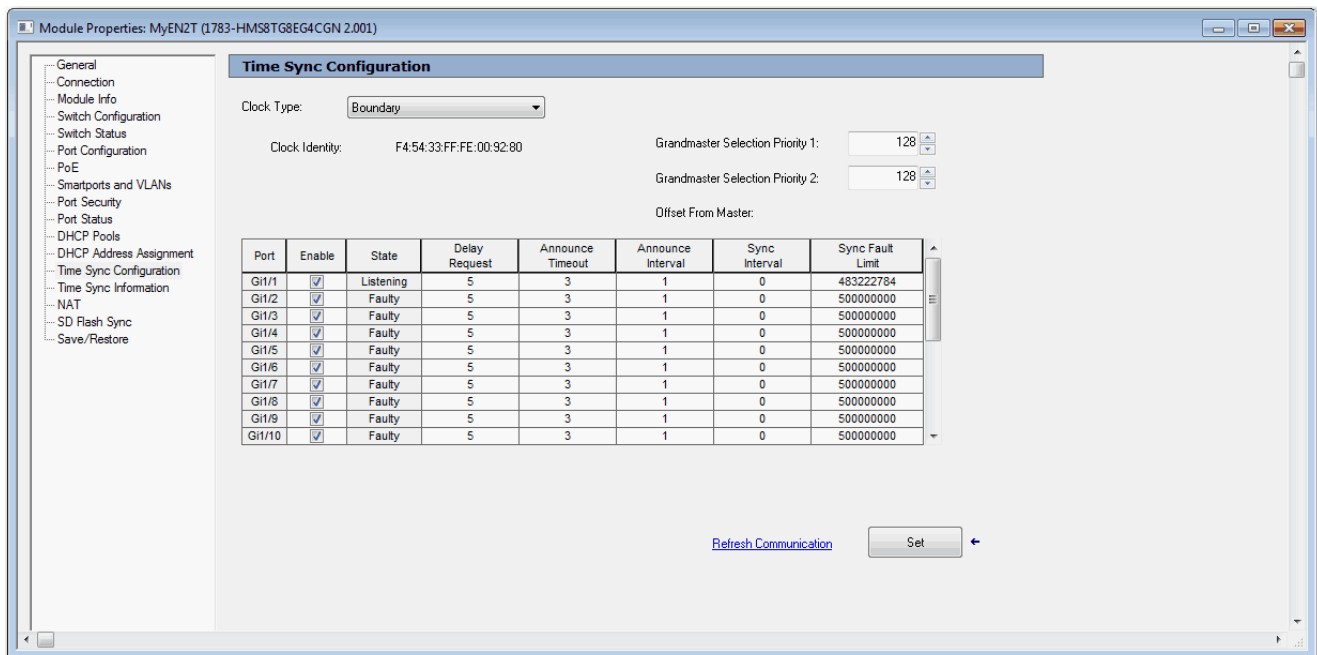 Module Properties: MyEN2T (1783-HMS8TG8EG4CGN 2.001)
General
Connection
Module Info
Switch Configuration
Switch Status
Port Configuration
PoE
Smartports and VLANs
Port Security
Port Status
DHCP Pools
DHCP Address Assignment
Time Sync Configuration
Time Sync Information
NAT
SD Flash Sync
Save/Restore
Time Sync Configuration
Clock Type: Boundary
Clock Identity: F4:54:33:FF:FE:00:92:80
Grandmaster Selection Priority 1: 128
Grandmaster Selection Priority 2: 128
Offset From Master:
Port Enable State Delay Request Announce Timeout Announce Interval Sync Interval Sync Fault Limit
Gi1/1 Listening 5 3 1 0 483222784
Gi1/2 Faulty 5 3 1 0 500000000
Gi1/3 Faulty 5 3 1 0 500000000
Gi1/4 Faulty 5 3 1 0 500000000
Gi1/5 Faulty 5 3 1 0 500000000
Gi1/6 Faulty 5 3 1 0 500000000
Gi1/7 Faulty 5 3 1 0 500000000
Gi1/8 Faulty 5 3 1 0 500000000
Gi1/9 Faulty 5 3 1 0 500000000
Gi1/10 Faulty 5 3 1 0 500000000
Refresh Communication Set